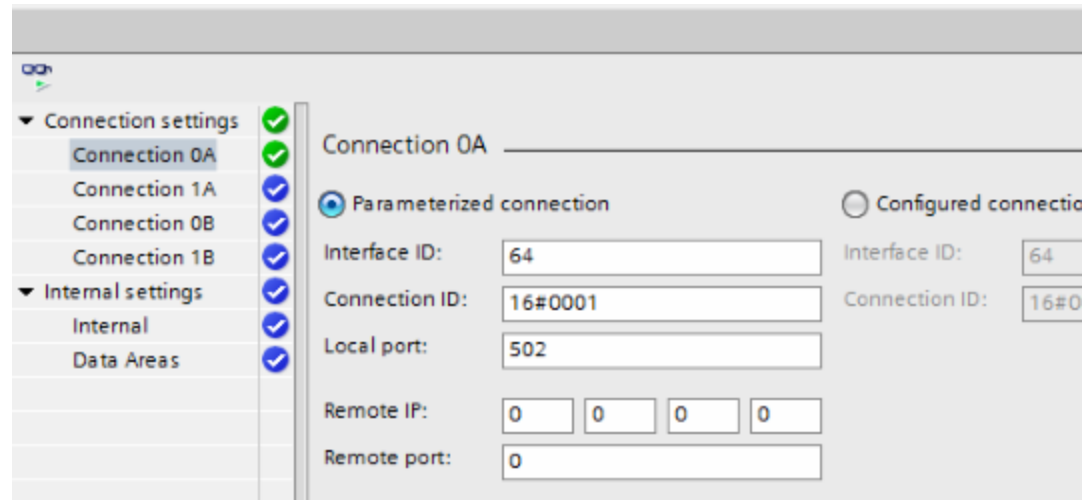 Connection settings
Connection 0A
Connection 1A
Connection 0B
Connection 1B
Internal settings
Internal
Data Areas
Connection 0A
Parameterized connection
Interface ID: 64
Connection ID: 16#0001
Local port: 502
Remote IP: 0 0 0 0
Remote port: 0
Configured connectio
Interface ID: 64
Connection ID: 16#0